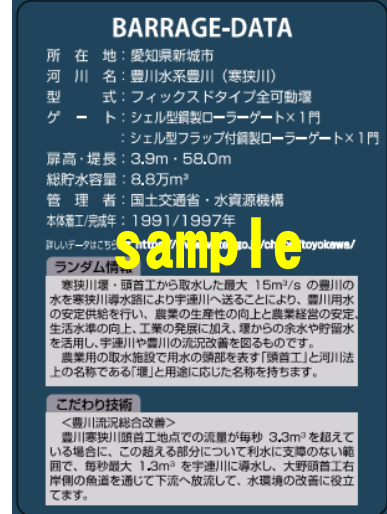 BARRAGE-DATA
所在地：愛知県新城市
河川名：豊川水系豊川（寒狭川）
型式：フィックスドタイプ全可動堰
ゲート：シェル型鋼製ローラーゲート×1門
：シェル型フラップ付鋼製ローラーゲート×1門
扉高・堤長：3.9m・58.0m
総貯水容量：8.8万m³
管理者：国土交通省・水資源機構
本体着工/完成年：1991/1997年
詳しいデータはこちら toyokawa/
sample
ランダム情報
寒狭川堰・頭首工から取水した最大 15m³/s の豊川の
水を寒狭川導水路により宇連川へ送ることにより、豊川用水
の安定供給を行い、農業の生産性の向上と農業経営の安定、
生活水準の向上、工業の発展に加え、堰からの余水や貯留水
を活用し、宇連川や豊川の流況改善を図るものです。
農業用の取水施設で用水の頭部を表す「頭首工」と河川法
上の名称である「堰」と用途に応じた名称を持ちます。
こだわり技術
＜豊川流況総合改善＞
豊川寒狭川頭首工地点での流量が毎秒 3.3m³を超えて
いる場合に、この超える部分について利水に支障のない範
囲で、毎秒最大 1.3m³ を宇連川に導水し、大野頭首工右
岸側の魚道を通じて下流へ放流して、水環境の改善に役立
てます。